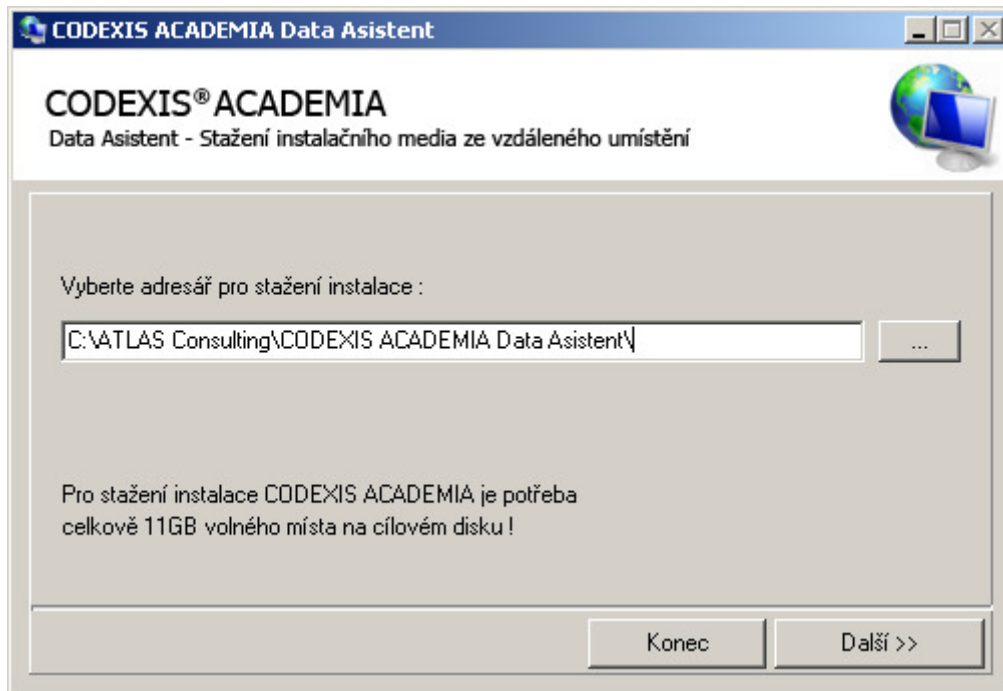 CODEXIS ACADEMIA Data Asistent
CODEXIS® ACADEMIA
Data Asistent - Stažení instalačního media ze vzdáleného umístění
Vyberte adresář pro stažení instalace :
C:\ATLAS Consulting\CODEXIS ACADEMIA Data Asistent\
...
Pro stažení instalace CODEXIS ACADEMIA je potřeba
celkově 11GB volného místa na cílovém disku !
Konec
Další >>